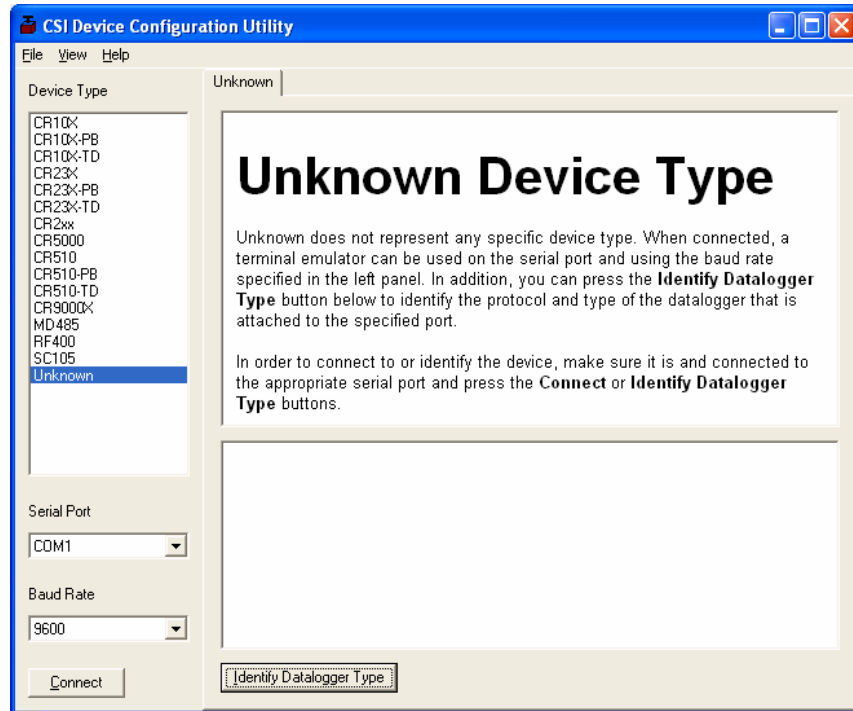 CSI Device Configuration Utility
File View Help
Device Type
CR10X
CR10X-PB
CR10X-TD
CR23X
CR23X-PB
CR23X-TD
CR2xx
CR5000
CR510
CR510-PB
CR510-TD
CR9000X
MD485
RF400
SC105
Unknown
Serial Port
COM1
Baud Rate
9600
Connect
Unknown
Unknown Device Type
Unknown does not represent any specific device type. When connected, a
terminal emulator can be used on the serial port and using the baud rate
specified in the left panel. In addition, you can press the Identify Datalogger
Type button below to identify the protocol and type of the datalogger that is
attached to the specified port.
In order to connect to or identify the device, make sure it is and connected to
the appropriate serial port and press the Connect or Identify Datalogger
Type buttons.
Identify Datalogger Type